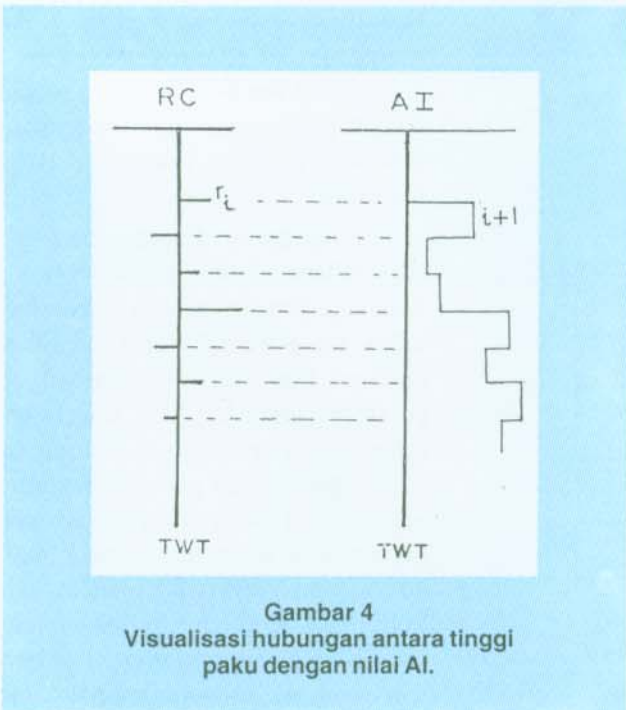 RC AI
rᵢ i+1
TWT TWT
Gambar 4
Visualisasi hubungan antara tinggi
paku dengan nilai AI.